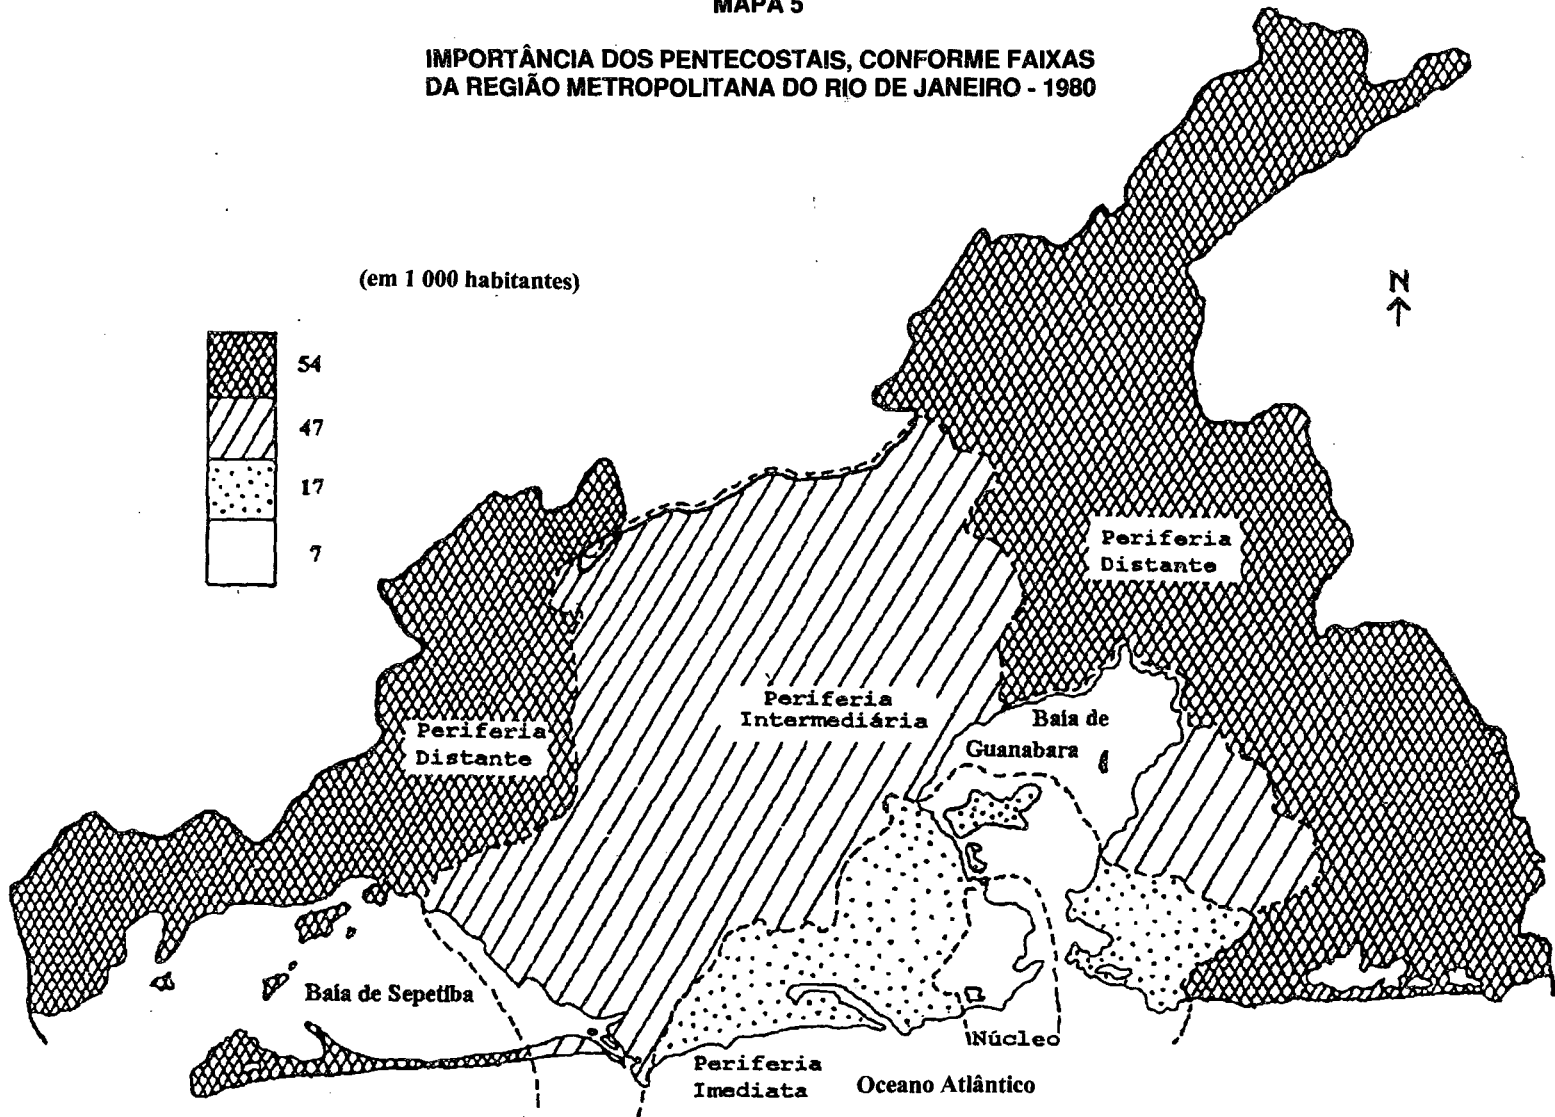 MAPA 5
IMPORTÂNCIA DOS PENTECOSTAIS, CONFORME FAIXAS
DA REGIÃO METROPOLITANA DO RIO DE JANEIRO - 1980
(em 1 000 habitantes)
N
54
47
17
7
Periferia
Distante
Periferia
Intermediária
Periferia
Distante
Baía de
Guanabara
Baía de Sepetiba
Núcleo
Periferia
Imediata
Oceano Atlântico